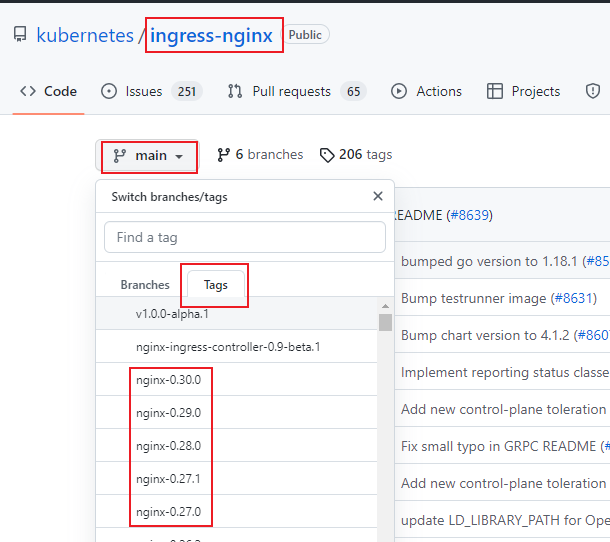 kubernetes / ingress-nginx Public
Code Issues 251 Pull requests 65 Actions Projects
main 6 branches 206 tags
Switch branches/tags
Find a tag
Branches Tags
v1.0.0-alpha.1
nginx-ingress-controller-0.9-beta.1
nginx-0.30.0
nginx-0.29.0
nginx-0.28.0
nginx-0.27.1
nginx-0.27.0
README (#8639)
bumped go version to 1.18.1 (#85
Bump testrunner image (#8631)
Bump chart version to 4.1.2 (#860
Implement reporting status classe
Add new control-plane toleration
Fix small typo in GRPC README (#
Add new control-plane toleration
update LD_LIBRARY_PATH for Ope